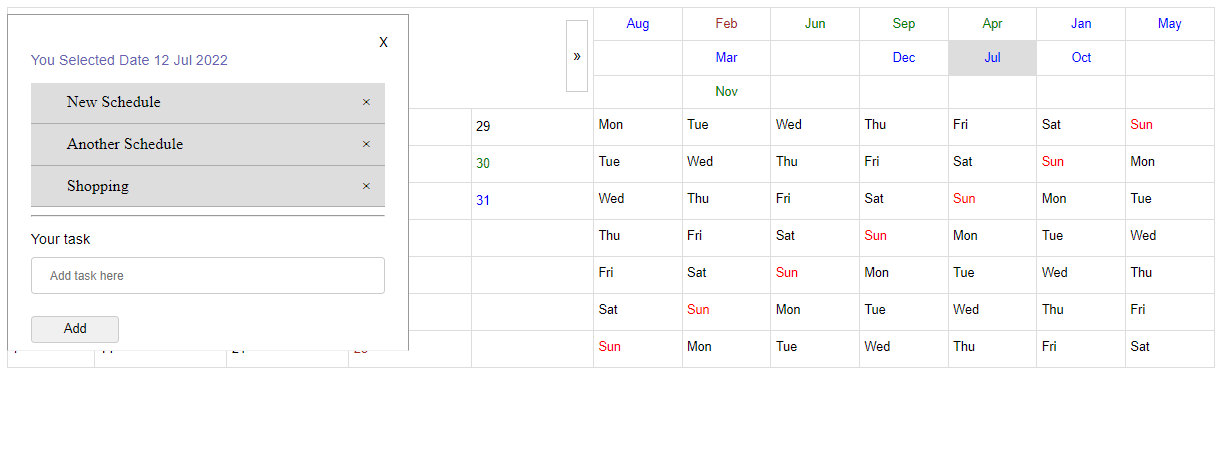 X
You Selected Date 12 Jul 2022
New Schedule ×
Another Schedule ×
Shopping ×
Your task
Add task here
Add
»
Aug Feb Jun Sep Apr Jan May
Mar Dec Jul Oct
Nov
29 Mon Tue Wed Thu Fri Sat Sun
30 Tue Wed Thu Fri Sat Sun Mon
31 Wed Thu Fri Sat Sun Mon Tue
Thu Fri Sat Sun Mon Tue Wed
Fri Sat Sun Mon Tue Wed Thu
Sat Sun Mon Tue Wed Thu Fri
Sun Mon Tue Wed Thu Fri Sat